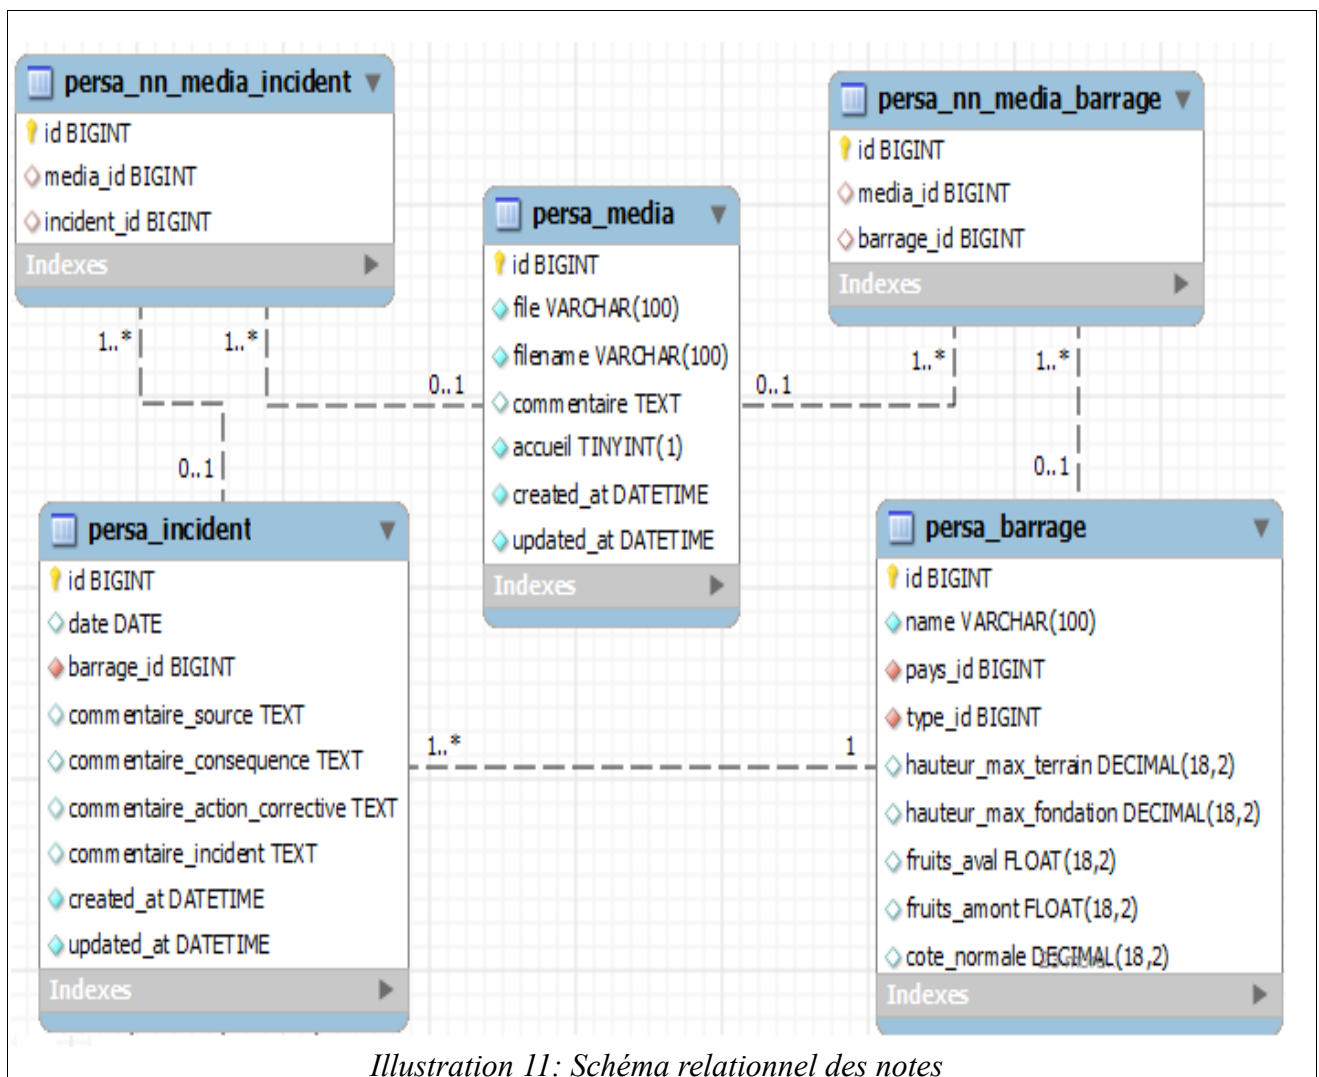 persa_nn_media_incident
id BIGINT
media_id BIGINT
incident_id BIGINT
Indexes
persa_nn_media_barrage
id BIGINT
media_id BIGINT
barrage_id BIGINT
Indexes
persa_media
id BIGINT
file VARCHAR(100)
filename VARCHAR(100)
commentaire TEXT
accueil TINYINT(1)
created_at DATETIME
updated_at DATETIME
Indexes
1..*
1..*
0..1
0..1
1..*
1..*
0..1
0..1
persa_incident
id BIGINT
date DATE
barrage_id BIGINT
commentaire_source TEXT
commentaire_consequence TEXT
commentaire_action_corrective TEXT
commentaire_incident TEXT
created_at DATETIME
updated_at DATETIME
Indexes
1..*
1
persa_barrage
id BIGINT
name VARCHAR(100)
pays_id BIGINT
type_id BIGINT
hauteur_max_terrain DECIMAL(18,2)
hauteur_max_fondation DECIMAL(18,2)
fruits_aval FLOAT(18,2)
fruits_amont FLOAT(18,2)
cote_normale DECIMAL(18,2)
Indexes
Illustration 11: Schéma relationnel des notes